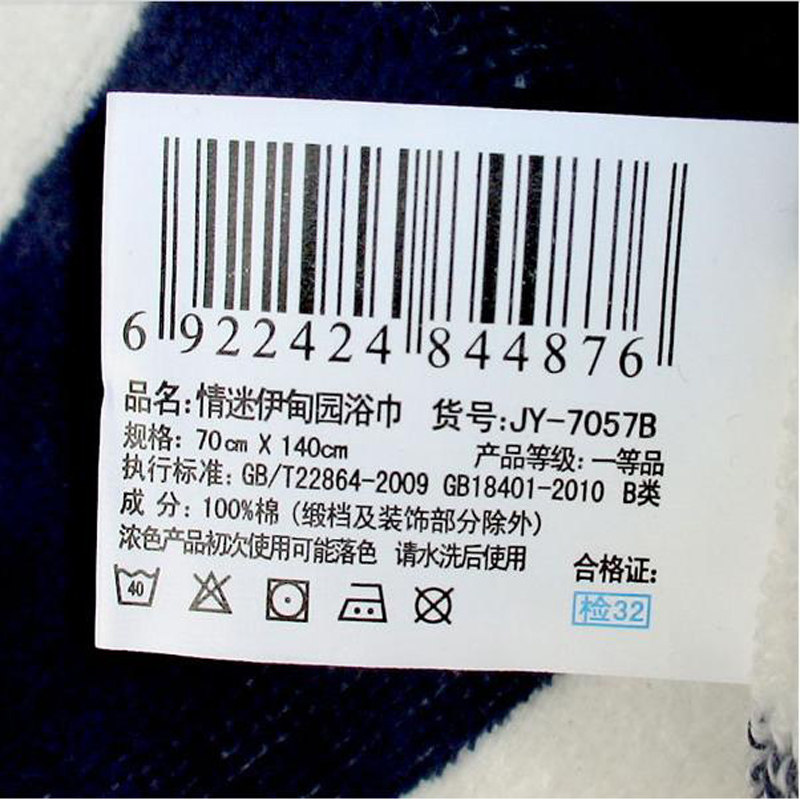 6 922424 844876
品名:情迷伊甸园浴巾 货号:JY-7057B
规格: 70cm X 140cm 产品等级: 一等品
执行标准: GB/T22864-2009 GB18401-2010 B类
成 分: 100%棉 (缎档及装饰部分除外)
浓色产品初次使用可能落色 请水洗后使用
合格证:
40
检32